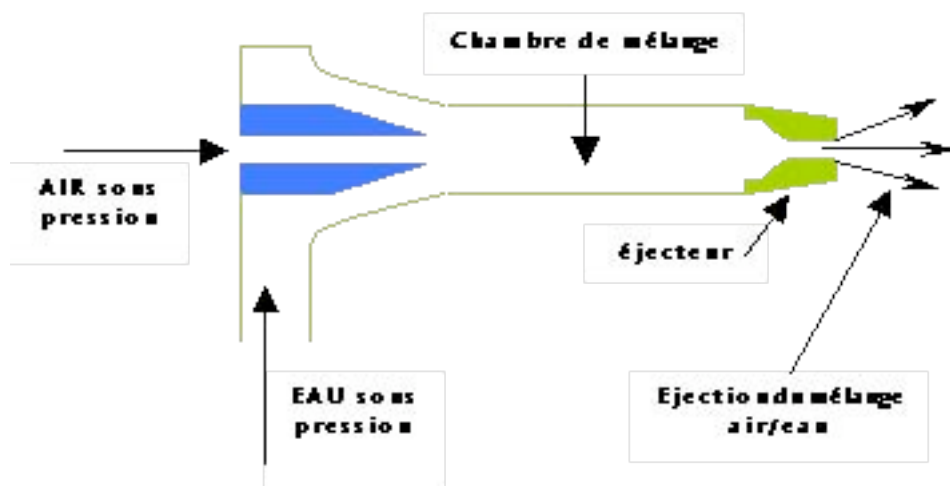 Chambre de mélange
AIR sous
pression
éjecteur
EAU sous
pression
Ejection du mélange
air/eau